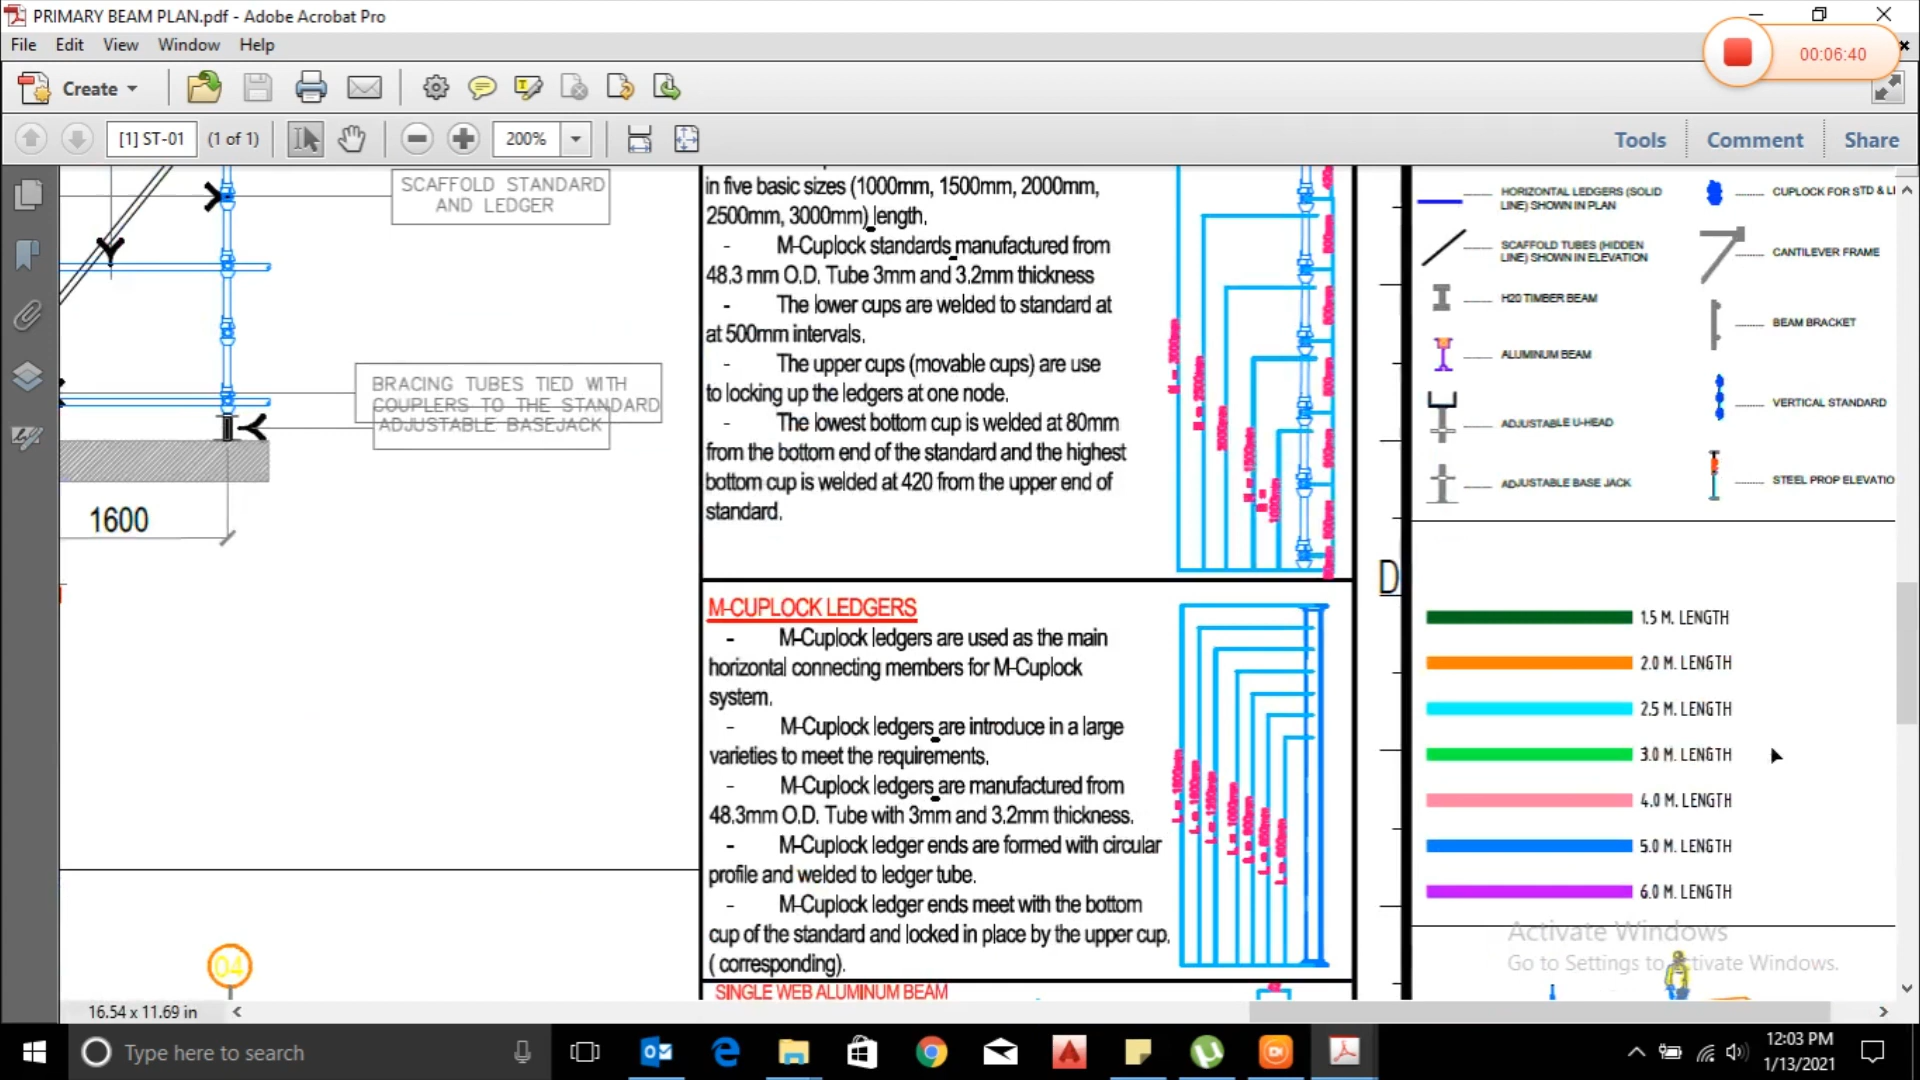 PRIMARY BEAM PLAN.pdf - Adobe Acrobat Pro
File Edit View Window Help
00:06:40
Create
[1] ST-01 (1 of 1) 200%
Tools Comment Share
SCAFFOLD STANDARD
AND LEDGER
BRACING TUBES TIED WITH
COUPLERS TO THE STANDARD
ADJUSTABLE BASEJACK
1600
04
in five basic sizes (1000mm, 1500mm, 2000mm,
2500mm, 3000mm) length.
- M-Cuplock standards manufactured from
48.3 mm O.D. Tube 3mm and 3.2mm thickness
- The lower cups are welded to standard at
at 500mm intervals.
- The upper cups (movable cups) are use
to locking up the ledgers at one node.
- The lowest bottom cup is welded at 80mm
from the bottom end of the standard and the highest
bottom cup is welded at 420 from the upper end of
standard.
M-CUPLOCK LEDGERS
- M-Cuplock ledgers are used as the main
horizontal connecting members for M-Cuplock
system.
- M-Cuplock ledgers are introduce in a large
varieties to meet the requirements.
- M-Cuplock ledgers are manufactured from
48.3mm O.D. Tube with 3mm and 3.2mm thickness.
- M-Cuplock ledger ends are formed with circular
profile and welded to ledger tube.
- M-Cuplock ledger ends meet with the bottom
cup of the standard and locked in place by the upper cup.
( corresponding).
SINGLE WEB ALUMINUM BEAM
D
HORIZONTAL LEDGERS (SOLID
LINE) SHOWN IN PLAN
SCAFFOLD TUBES (HIDDEN
LINE) SHOWN IN ELEVATION
H20 TIMBER BEAM
ALUMINUM BEAM
ADJUSTABLE U-HEAD
ADJUSTABLE BASE JACK
CUPLOCK FOR STD & L
CANTILEVER FRAME
BEAM BRACKET
VERTICAL STANDARD
STEEL PROP ELEVATIO
1.5 M. LENGTH
2.0 M. LENGTH
2.5 M. LENGTH
3.0 M. LENGTH
4.0 M. LENGTH
5.0 M. LENGTH
6.0 M. LENGTH
Activate Windows
Go to Settings to activate Windows.
16.54 x 11.69 in
Type here to search
12:03 PM
1/13/2021